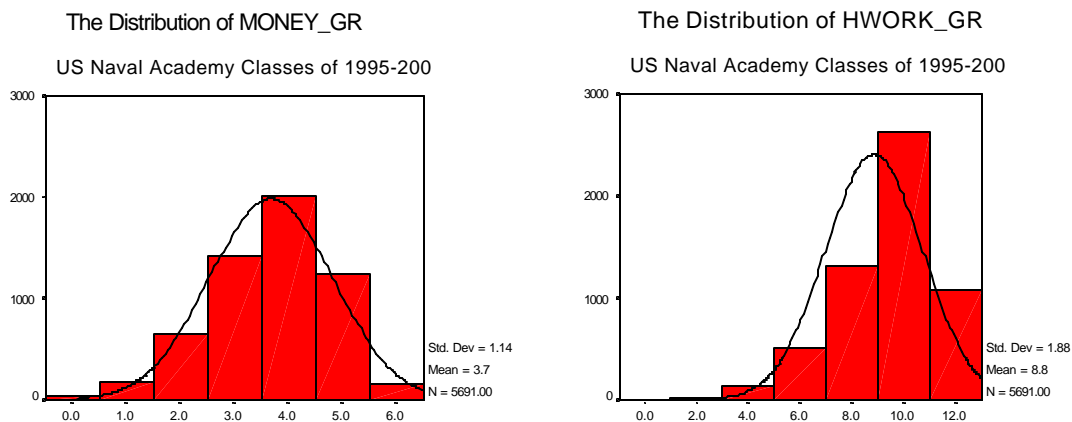 The Distribution of MONEY_GR
US Naval Academy Classes of 1995-200
3000
2000
1000
0
Std. Dev = 1.14
Mean = 3.7
N = 5691.00
0.0 1.0 2.0 3.0 4.0 5.0 6.0
The Distribution of HWORK_GR
US Naval Academy Classes of 1995-200
3000
2000
1000
0
Std. Dev = 1.88
Mean = 8.8
N = 5691.00
0.0 2.0 4.0 6.0 8.0 10.0 12.0